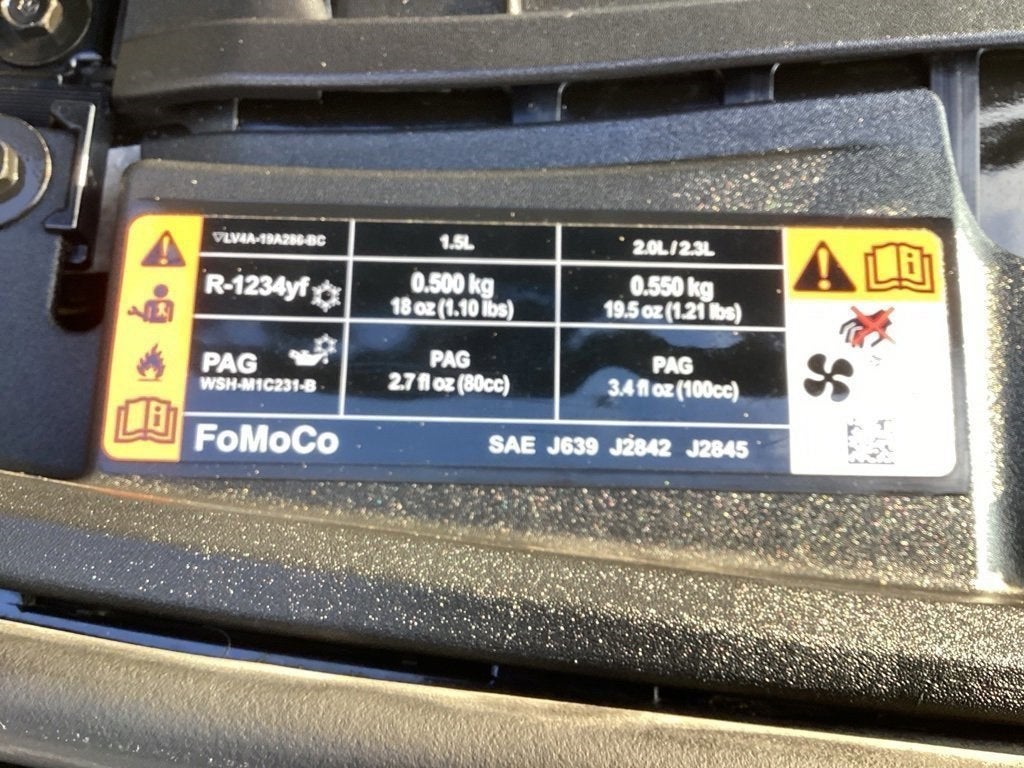 LV4A-19A286-BC
1.5L
2.0L / 2.3L
R-1234yf
0.500 kg
18 oz (1.10 lbs)
0.550 kg
19.5 oz (1.21 lbs)
PAG
WSH-M1C231-B
PAG
2.7 fl oz (80cc)
PAG
3.4 fl oz (100cc)
FoMoCo
SAE J639 J2842 J2845